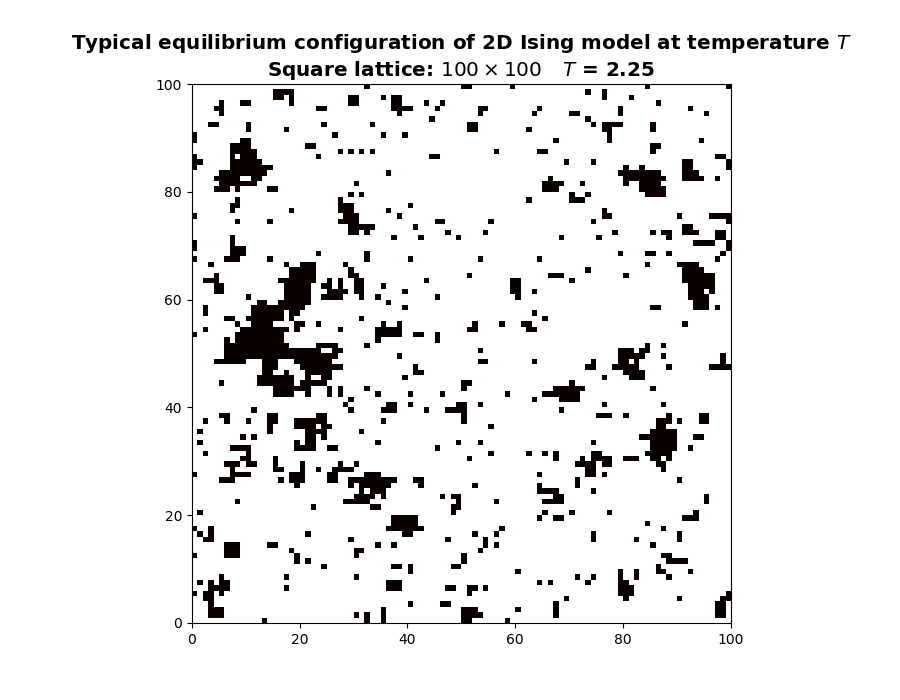 Typical equilibrium configuration of 2D Ising model at temperature T
Square lattice: 100 × 100 T = 2.25
100
80
60
40
20
0
0 20 40 60 80 100